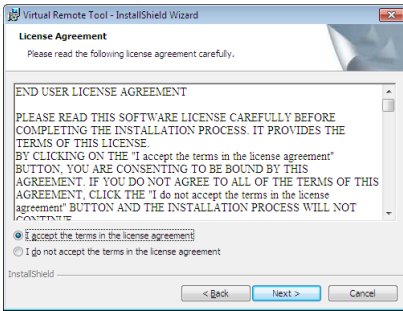 Virtual Remote Tool - InstallShield Wizard
License Agreement
Please read the following license agreement carefully.
END USER LICENSE AGREEMENT
PLEASE READ THIS SOFTWARE LICENSE CAREFULLY BEFORE
COMPLETING THE INSTALLATION PROCESS. IT PROVIDES THE
TERMS OF THIS LICENSE.
BY CLICKING ON THE "I accept the terms in the license agreement"
BUTTON, YOU ARE CONSENTING TO BE BOUND BY THIS
AGREEMENT. IF YOU DO NOT AGREE TO ALL OF THE TERMS OF THIS
AGREEMENT, CLICK THE "I do not accept the terms in the license
agreement" BUTTON AND THE INSTALLATION PROCESS WILL NOT
CONTINUE
I accept the terms in the license agreement
I do not accept the terms in the license agreement
InstallShield
< Back Next > Cancel